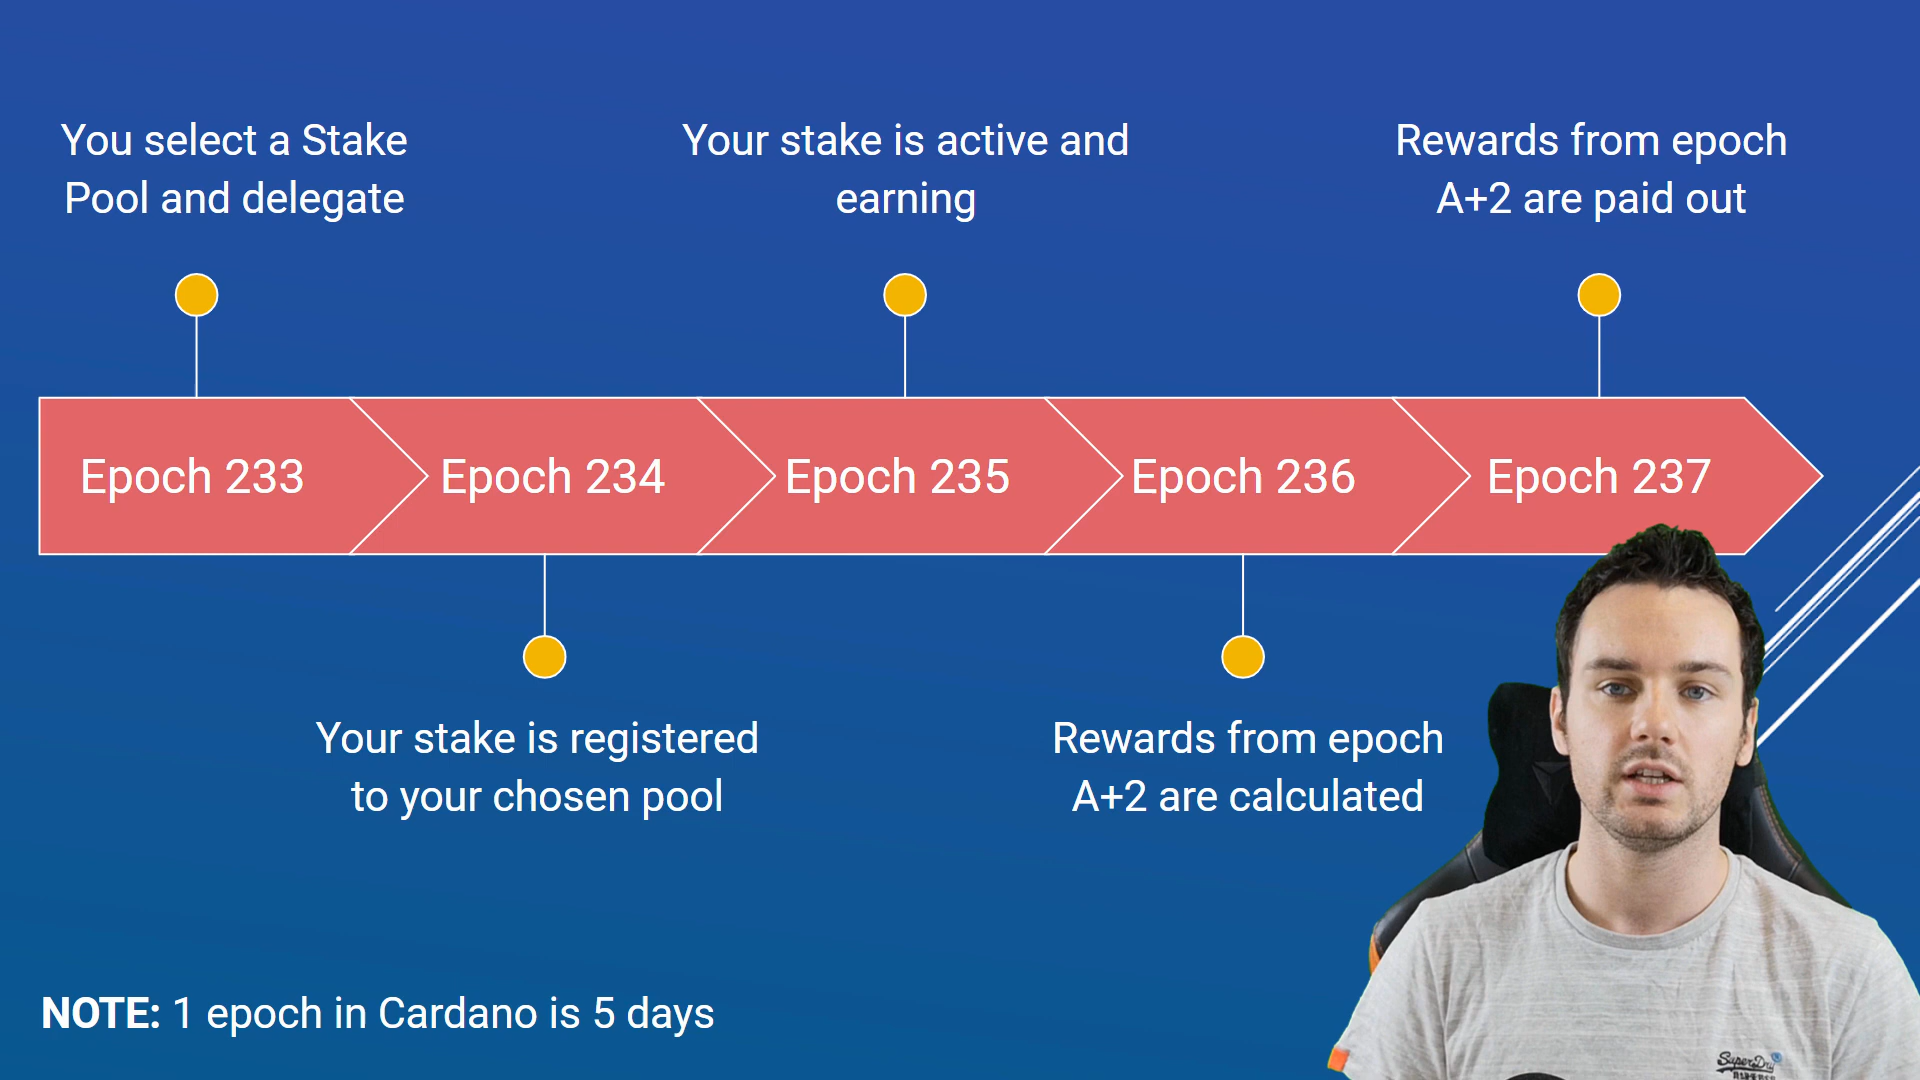 You select a Stake
Pool and delegate
Your stake is active and
earning
Rewards from epoch
A+2 are paid out
Epoch 233
Epoch 234
Epoch 235
Epoch 236
Epoch 237
Your stake is registered
to your chosen pool
Rewards from epoch
A+2 are calculated
NOTE: 1 epoch in Cardano is 5 days
SuperDry